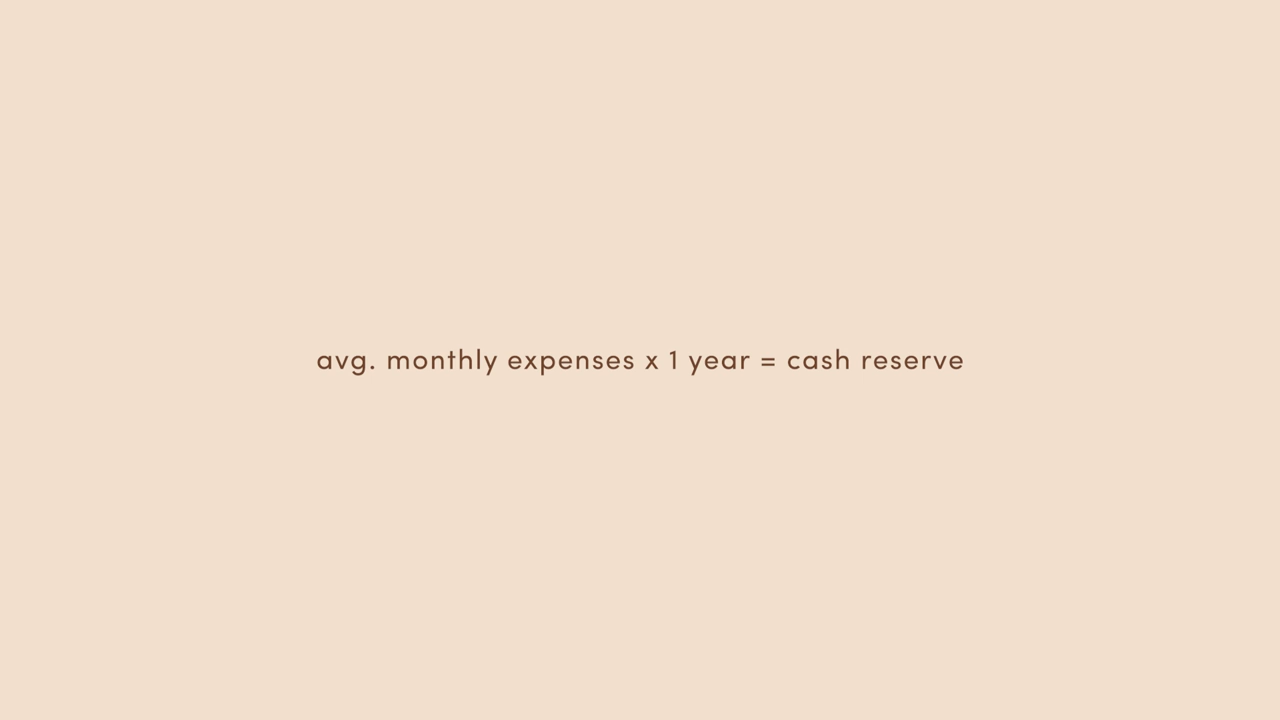 avg. monthly expenses x 1 year = cash reserve